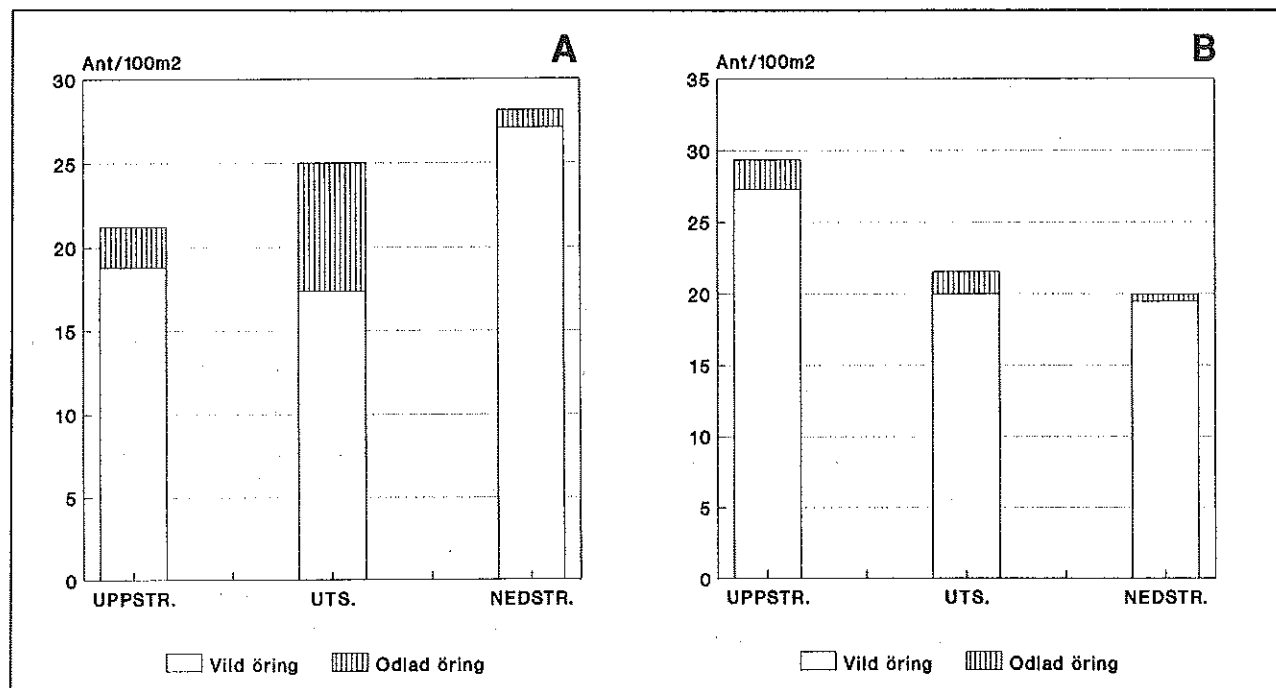 A
Ant/100m2
30
25
20
15
10
5
0
UPPSTR. UTS. NEDSTR.
Vild öring Odlad öring
B
Ant/100m2
35
30
25
20
15
10
5
0
UPPSTR. UTS. NEDSTR.
Vild öring Odlad öring